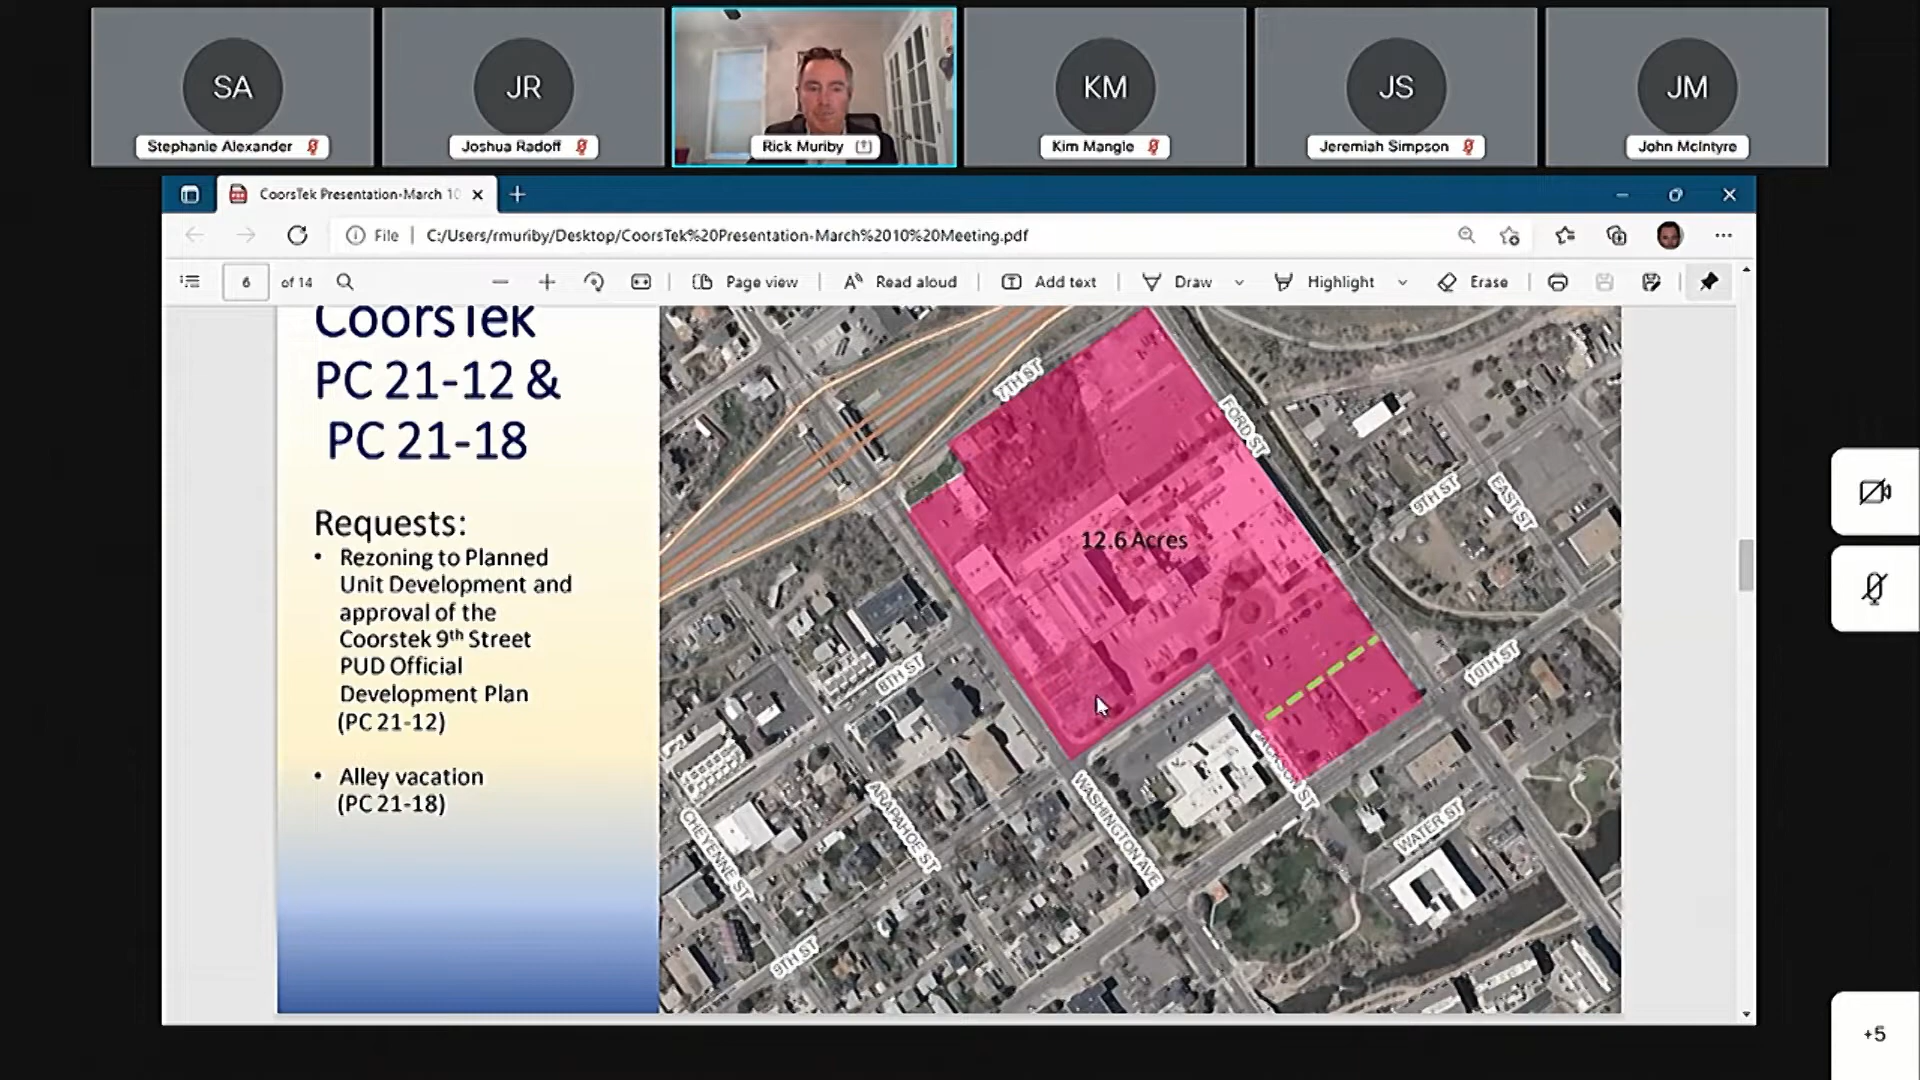 SA
JR
KM
JS
JM
Stephanie Alexander
Joshua Radoff
Rick Muriby
Kim Mangle
Jeremiah Simpson
John McIntyre
CoorsTek Presentation-March 10
File
C:/Users/rmuriby/Desktop/CoorsTek%20Presentation-March%2010%20Meeting.pdf
6 of 14
Page view
Read aloud
Add text
Draw
Highlight
Erase
CoorsTek
PC 21-12 &
PC 21-18
Requests:
• Rezoning to Planned
Unit Development and
approval of the
Coorstek 9th Street
PUD Official
Development Plan
(PC 21-12)
• Alley vacation
(PC 21-18)
7TH ST
FORD ST
9TH ST
EAST ST
12.6 Acres
10TH ST
8TH ST
JACKSON ST
WASHINGTON AVE
ARAPAHOE ST
CHEYENNE ST
WATER ST
9TH ST
+5